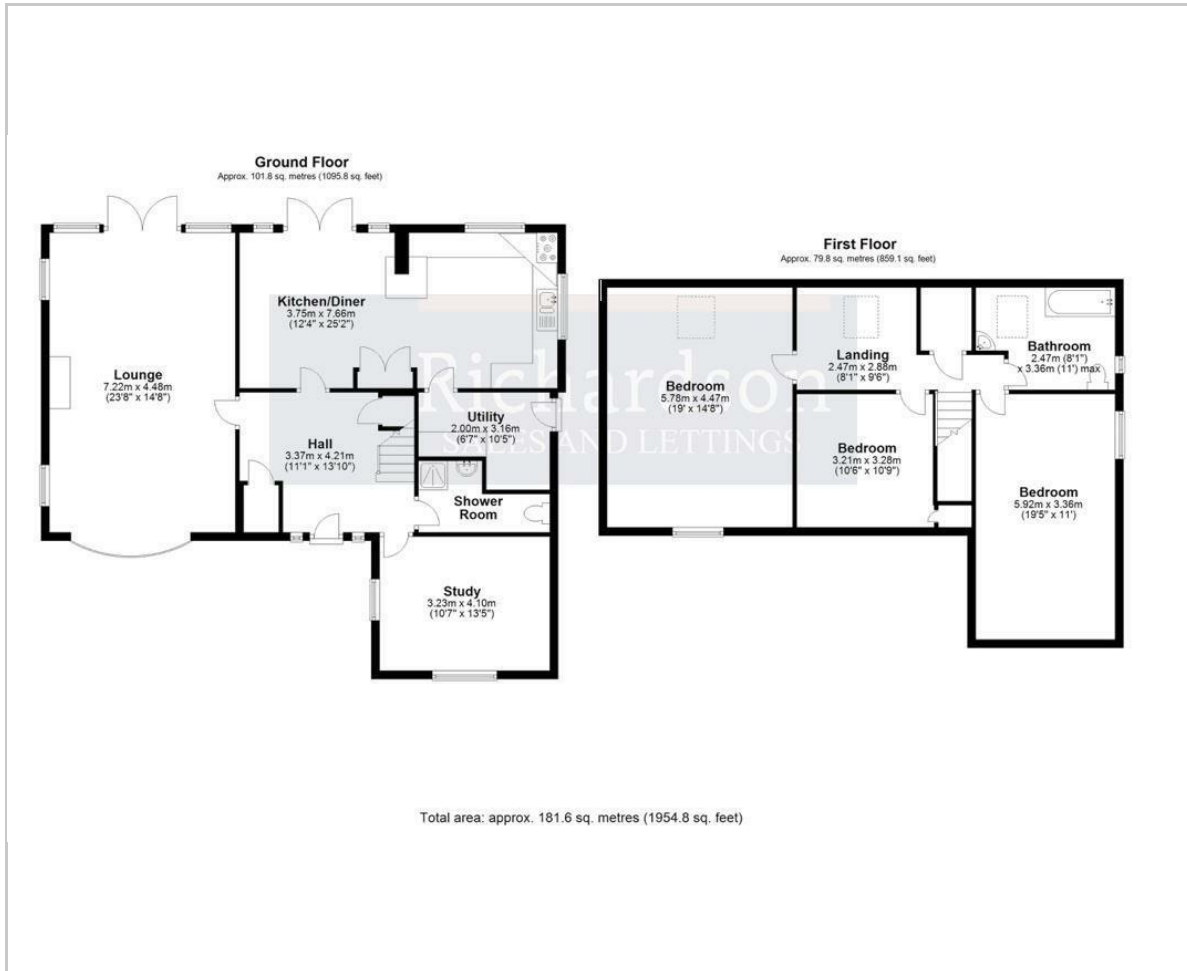 Ground Floor
Approx. 101.8 sq. metres (1095.8 sq. feet)
Kitchen/Diner
3.75m x 7.66m
(12'4" x 25'2")
Lounge
7.22m x 4.48m
(23'8" x 14'8")
Utility
2.00m x 3.16m
(6'7" x 10'5")
Hall
3.37m x 4.21m
(11'1" x 13'10")
Shower
Room
Study
3.23m x 4.10m
(10'7" x 13'5")
First Floor
Approx. 79.8 sq. metres (859.1 sq. feet)
Bedroom
5.78m x 4.47m
(19' x 14'8")
Landing
2.47m x 2.88m
(8'1" x 9'6")
Bathroom
2.47m (8'1")
x 3.36m (11') max
Bedroom
3.21m x 3.28m
(10'6" x 10'9")
Bedroom
5.92m x 3.36m
(19'5" x 11')
Richardson
SALES AND LETTINGS
Total area: approx. 181.6 sq. metres (1954.8 sq. feet)